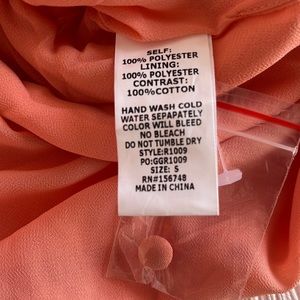 SELF:
100% POLYESTER
LINING:
100% POLYESTER
CONTRAST:
100%COTTON
HAND WASH COLD
WATER SEPAPATELY
COLOR WILL BLEED
NO BLEACH
DO NOT TUMBLE DRY
STYLE:R1009
PO:GGR1009
SIZE: S
RN#156748
MADE IN CHINA